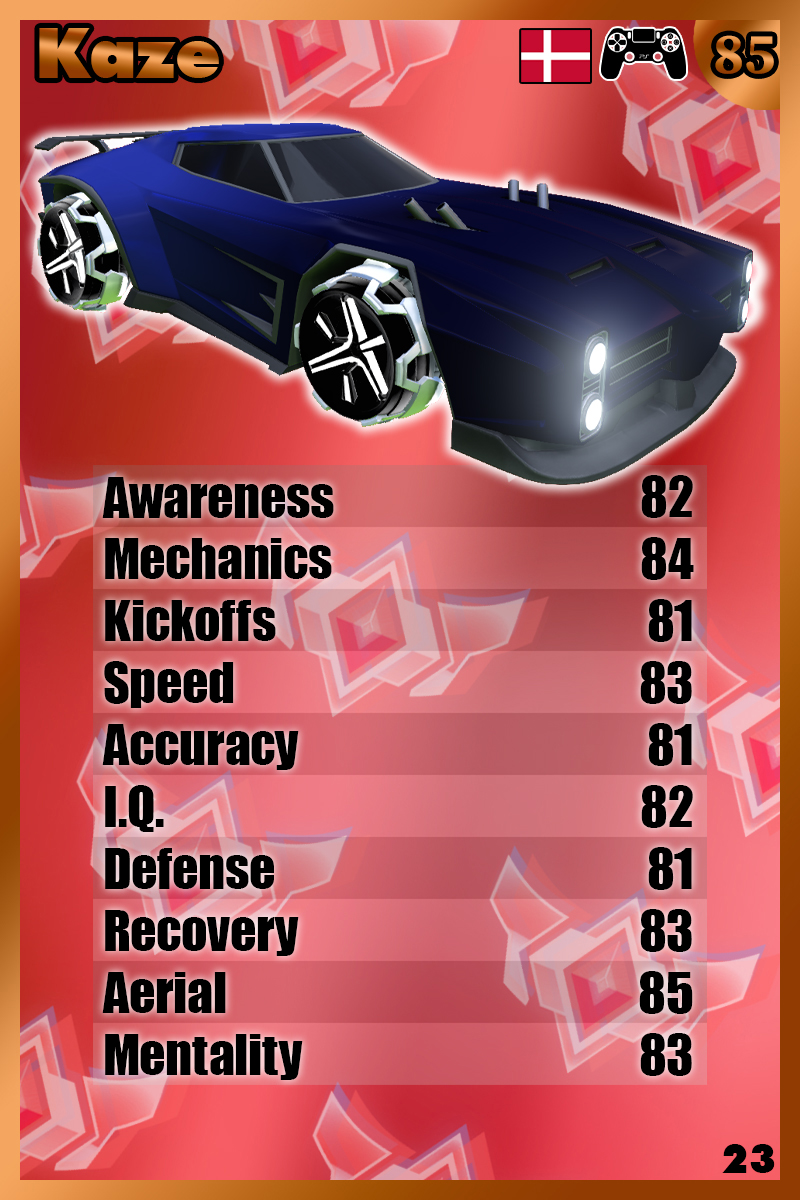 Kaze 85
Awareness 82
Mechanics 84
Kickoffs 81
Speed 83
Accuracy 81
I.Q. 82
Defense 81
Recovery 83
Aerial 85
Mentality 83
23